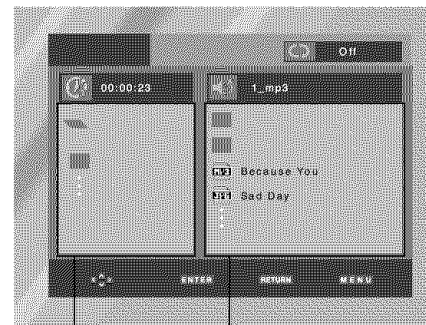 Off
00:00:23
1_mp3
Because You
Sad Day
ENTER RETURN MENU